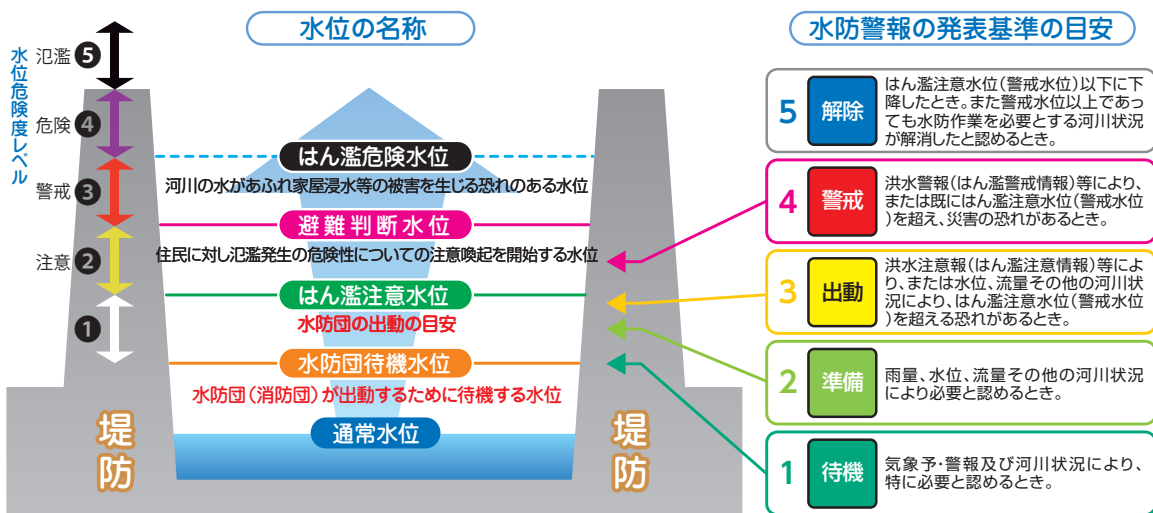 水位の名称
水位危険度レベル
氾濫 5
危険 4
警戒 3
注意 2
1
はん濫危険水位
河川の水があふれ家屋浸水等の被害を生じる恐れのある水位
避難判断水位
住民に対し氾濫発生の危険性についての注意喚起を開始する水位
はん濫注意水位
水防団の出動の目安
水防団待機水位
水防団(消防団)が出動するために待機する水位
通常水位
堤防
堤防
水防警報の発表基準の目安
5 解除
はん濫注意水位(警戒水位)以下に下
降したとき。また警戒水位以上であっ
ても水防作業を必要とする河川状況
が解消したと認めるとき。
4 警戒
洪水警報(はん濫警戒情報)等により、
または既にはん濫注意水位(警戒水位
)を超え、災害の恐れがあるとき。
3 出動
洪水注意報(はん濫注意情報)等によ
り、または水位、流量その他の河川状
況により、はん濫注意水位(警戒水位
)を超える恐れがあるとき。
2 準備
雨量、水位、流量その他の河川状況
により必要と認めるとき。
1 待機
気象予・警報及び河川状況により、
特に必要と認めるとき。